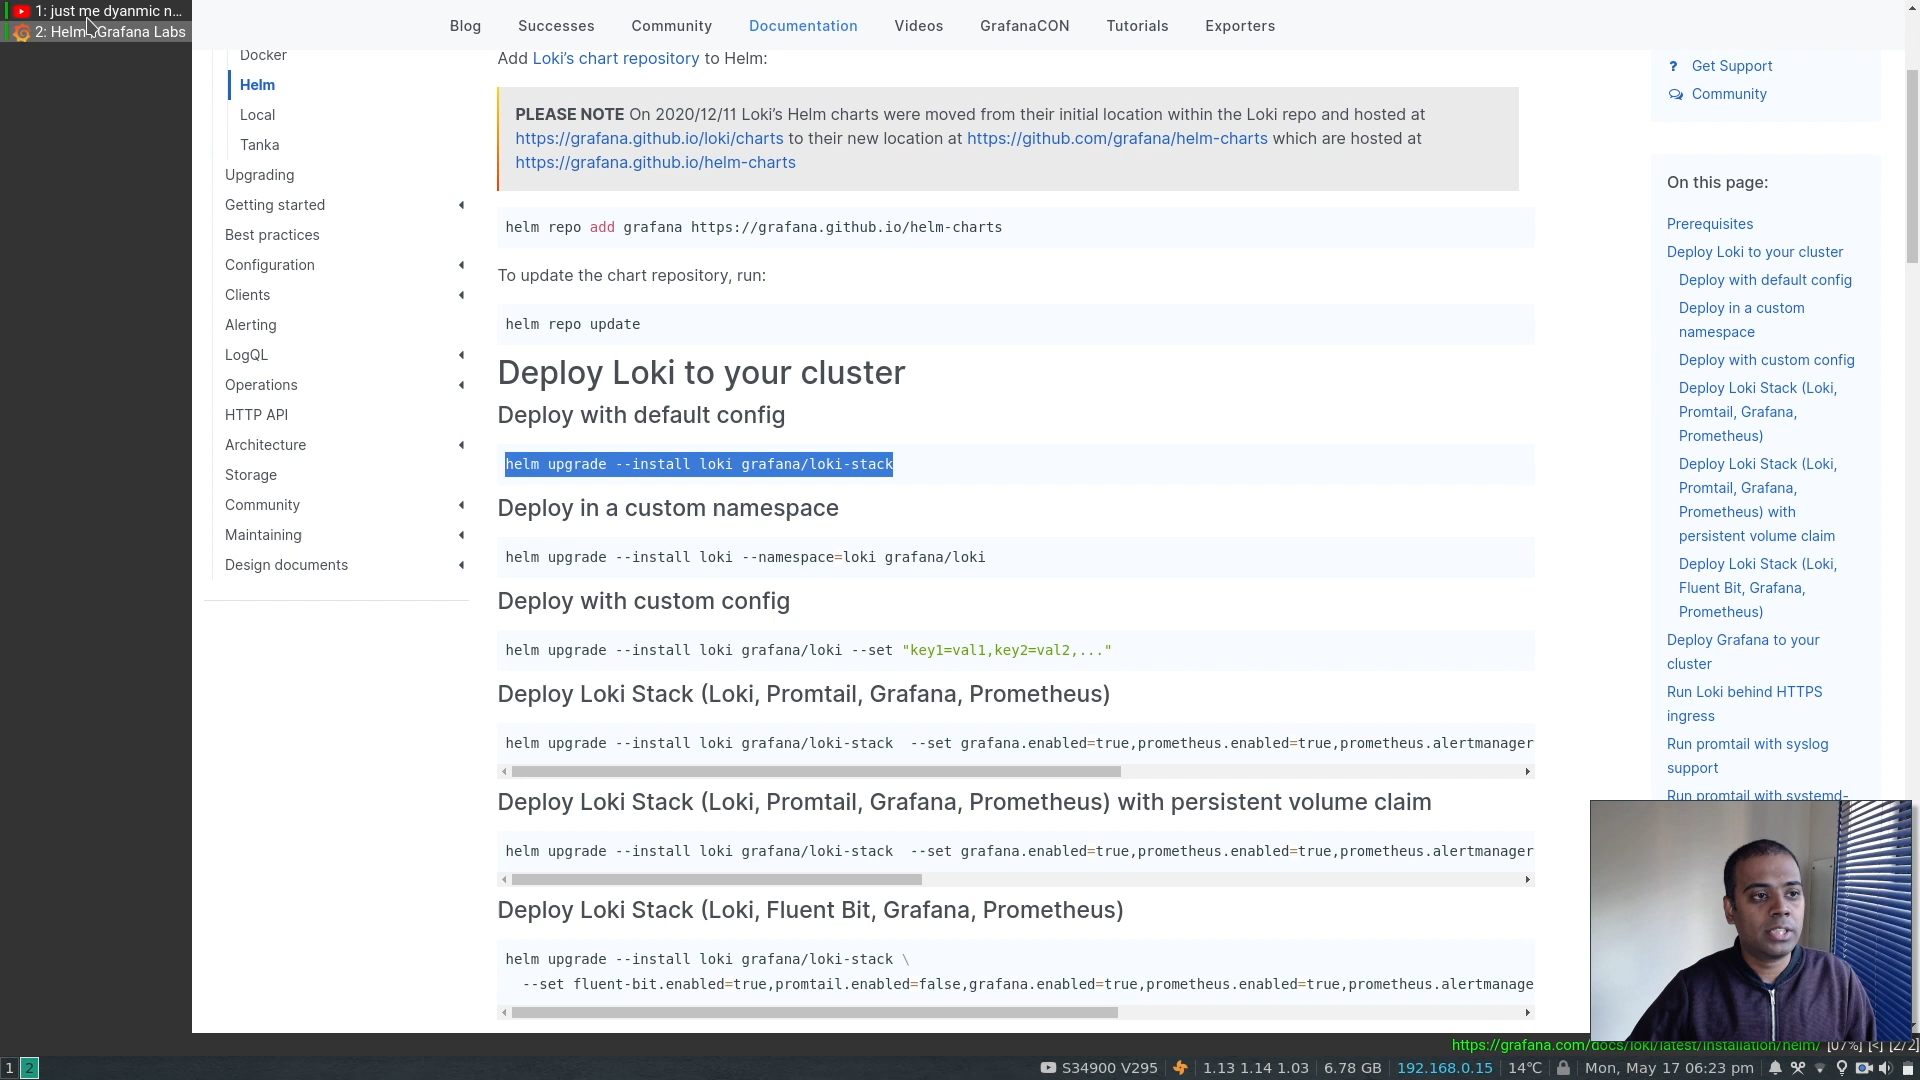 1: just me dyanmic n...
2: Helm | Grafana Labs
Blog
Successes
Community
Documentation
Videos
GrafanaCON
Tutorials
Exporters
Docker
Helm
Local
Tanka
Upgrading
Getting started
Best practices
Configuration
Clients
Alerting
LogQL
Operations
HTTP API
Architecture
Storage
Community
Maintaining
Design documents
Add Loki’s chart repository to Helm:
PLEASE NOTE On 2020/12/11 Loki’s Helm charts were moved from their initial location within the Loki repo and hosted at
https://grafana.github.io/loki/charts to their new location at https://github.com/grafana/helm-charts which are hosted at
https://grafana.github.io/helm-charts
helm repo add grafana https://grafana.github.io/helm-charts
To update the chart repository, run:
helm repo update
Deploy Loki to your cluster
Deploy with default config
helm upgrade --install loki grafana/loki-stack
Deploy in a custom namespace
helm upgrade --install loki --namespace=loki grafana/loki
Deploy with custom config
helm upgrade --install loki grafana/loki --set "key1=val1,key2=val2,..."
Deploy Loki Stack (Loki, Promtail, Grafana, Prometheus)
helm upgrade --install loki grafana/loki-stack  --set grafana.enabled=true,prometheus.enabled=true,prometheus.alertmanager
Deploy Loki Stack (Loki, Promtail, Grafana, Prometheus) with persistent volume claim
helm upgrade --install loki grafana/loki-stack  --set grafana.enabled=true,prometheus.enabled=true,prometheus.alertmanager
Deploy Loki Stack (Loki, Fluent Bit, Grafana, Prometheus)
helm upgrade --install loki grafana/loki-stack \
--set fluent-bit.enabled=true,promtail.enabled=false,grafana.enabled=true,prometheus.enabled=true,prometheus.alertmanage
? Get Support
Community
On this page:
Prerequisites
Deploy Loki to your cluster
Deploy with default config
Deploy in a custom
namespace
Deploy with custom config
Deploy Loki Stack (Loki,
Promtail, Grafana,
Prometheus)
Deploy Loki Stack (Loki,
Promtail, Grafana,
Prometheus) with
persistent volume claim
Deploy Loki Stack (Loki,
Fluent Bit, Grafana,
Prometheus)
Deploy Grafana to your
cluster
Run Loki behind HTTPS
ingress
Run promtail with syslog
support
Run promtail with systemd-
https://grafana.com/docs/loki/latest/installation/helm/ [07%] [<] [2/2]
1 2
S34900 V295 1.13 1.14 1.03 6.78 GB 192.168.0.15 14°C Mon, May 17 06:23 pm